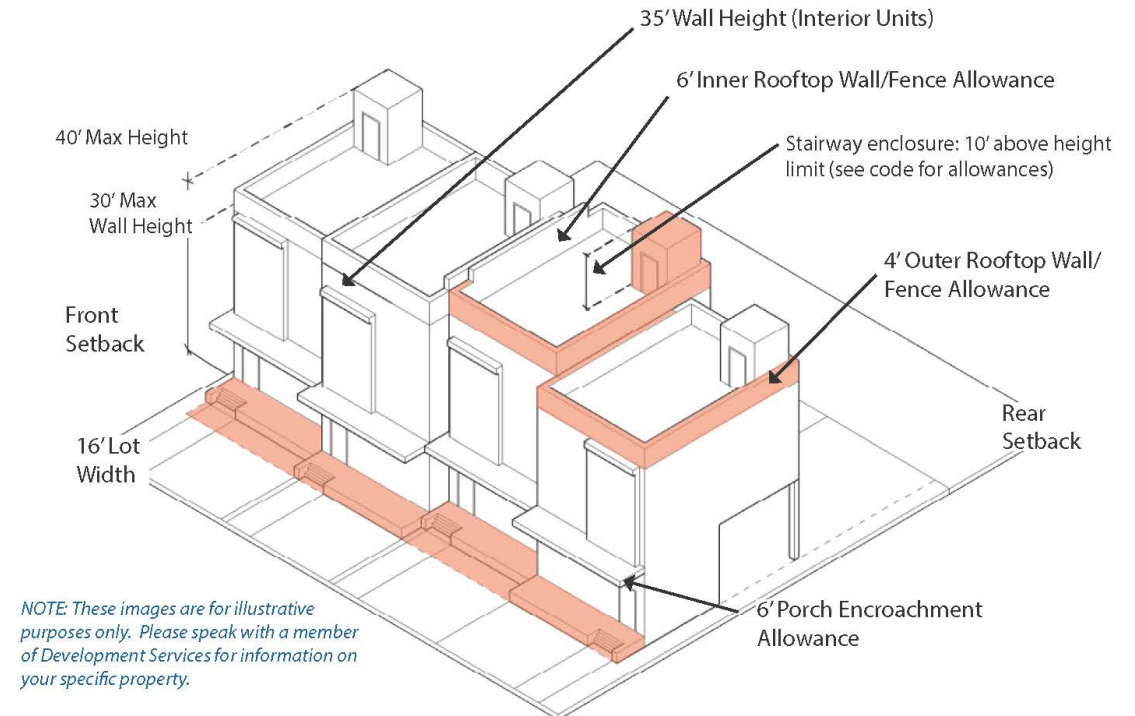 35' Wall Height (Interior Units)
6' Inner Rooftop Wall/Fence Allowance
40' Max Height
Stairway enclosure: 10' above height
limit (see code for allowances)
30' Max
Wall Height
4' Outer Rooftop Wall/
Fence Allowance
Front
Setback
Rear
Setback
16' Lot
Width
6' Porch Encroachment
Allowance
NOTE: These images are for illustrative
purposes only. Please speak with a member
of Development Services for information on
your specific property.